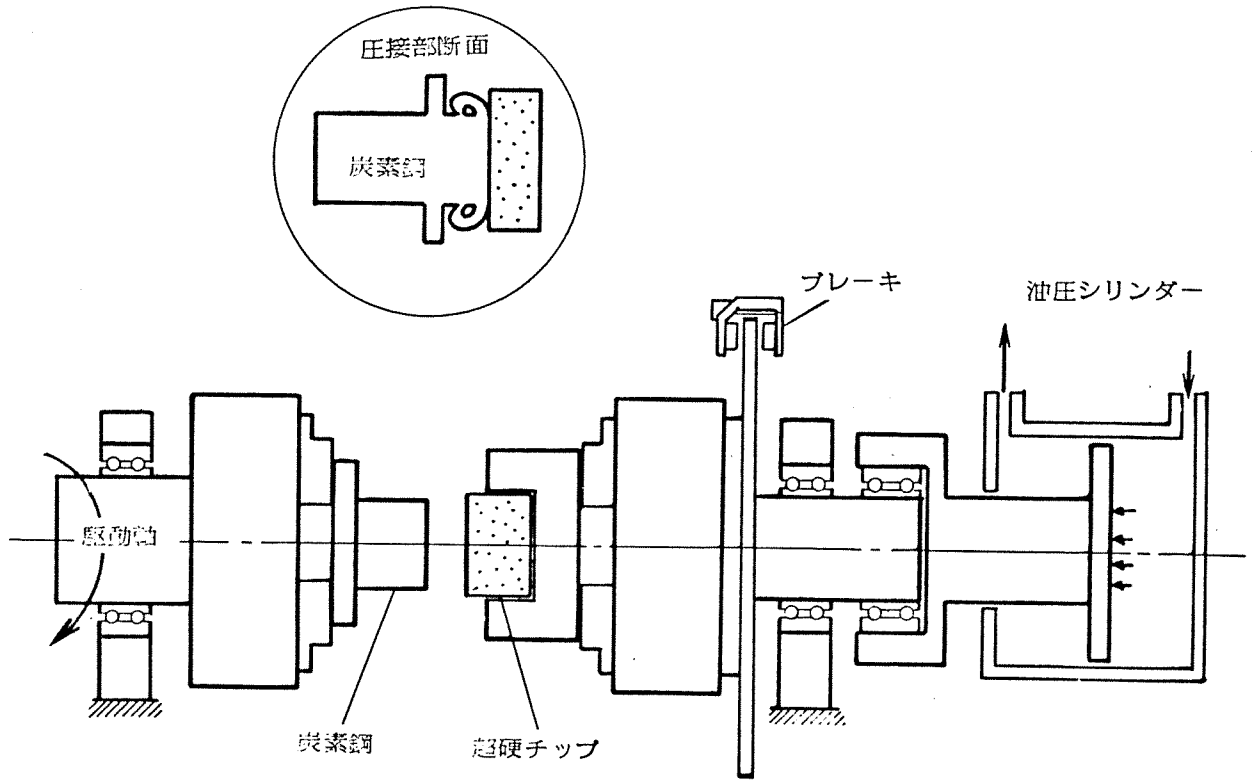 圧接部断面
炭素鋼
ブレーキ
油圧シリンダー
駆動軸
炭素鋼
超硬チップ